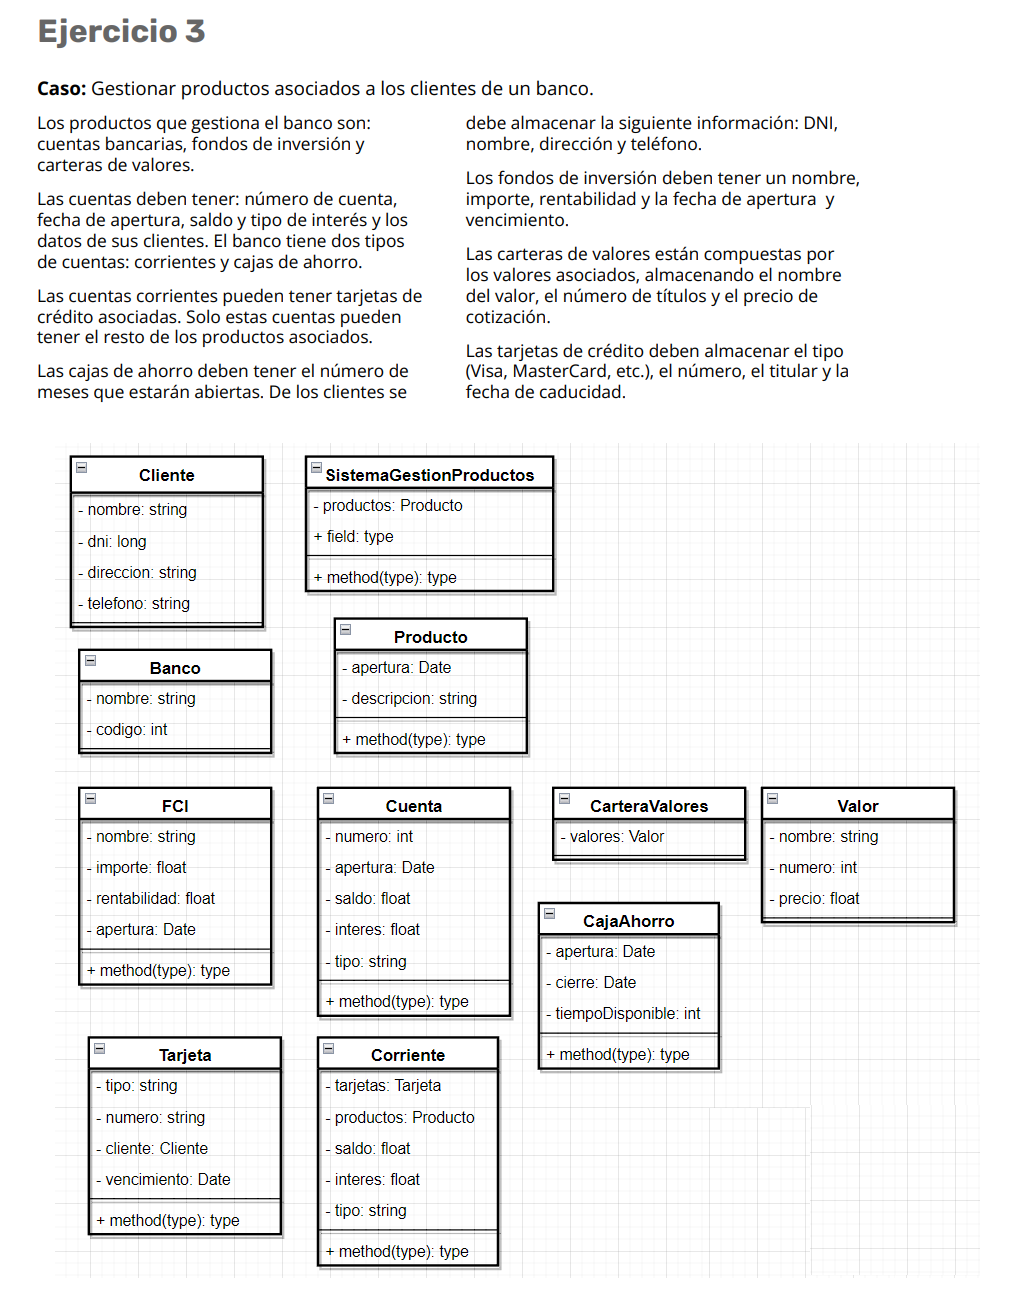 Ejercicio 3
Caso: Gestionar productos asociados a los clientes de un banco.
Los productos que gestiona el banco son:
cuentas bancarias, fondos de inversión y
carteras de valores.
Las cuentas deben tener: número de cuenta,
fecha de apertura, saldo y tipo de interés y los
datos de sus clientes. El banco tiene dos tipos
de cuentas: corrientes y cajas de ahorro.
Las cuentas corrientes pueden tener tarjetas de
crédito asociadas. Solo estas cuentas pueden
tener el resto de los productos asociados.
Las cajas de ahorro deben tener el número de
meses que estarán abiertas. De los clientes se
debe almacenar la siguiente información: DNI,
nombre, dirección y teléfono.
Los fondos de inversión deben tener un nombre,
importe, rentabilidad y la fecha de apertura y
vencimiento.
Las carteras de valores están compuestas por
los valores asociados, almacenando el nombre
del valor, el número de títulos y el precio de
cotización.
Las tarjetas de crédito deben almacenar el tipo
(Visa, MasterCard, etc.), el número, el titular y la
fecha de caducidad.
Cliente
- nombre: string
- dni: long
- direccion: string
- telefono: string
SistemaGestionProductos
- productos: Producto
+ field: type
+ method(type): type
Banco
- nombre: string
- codigo: int
Producto
- apertura: Date
- descripcion: string
+ method(type): type
FCI
- nombre: string
- importe: float
- rentabilidad: float
- apertura: Date
+ method(type): type
Cuenta
- numero: int
- apertura: Date
- saldo: float
- interes: float
- tipo: string
+ method(type): type
CarteraValores
- valores: Valor
Valor
- nombre: string
- numero: int
- precio: float
CajaAhorro
- apertura: Date
- cierre: Date
- tiempoDisponible: int
+ method(type): type
Tarjeta
- tipo: string
- numero: string
- cliente: Cliente
- vencimiento: Date
+ method(type): type
Corriente
- tarjetas: Tarjeta
- productos: Producto
- saldo: float
- interes: float
- tipo: string
+ method(type): type